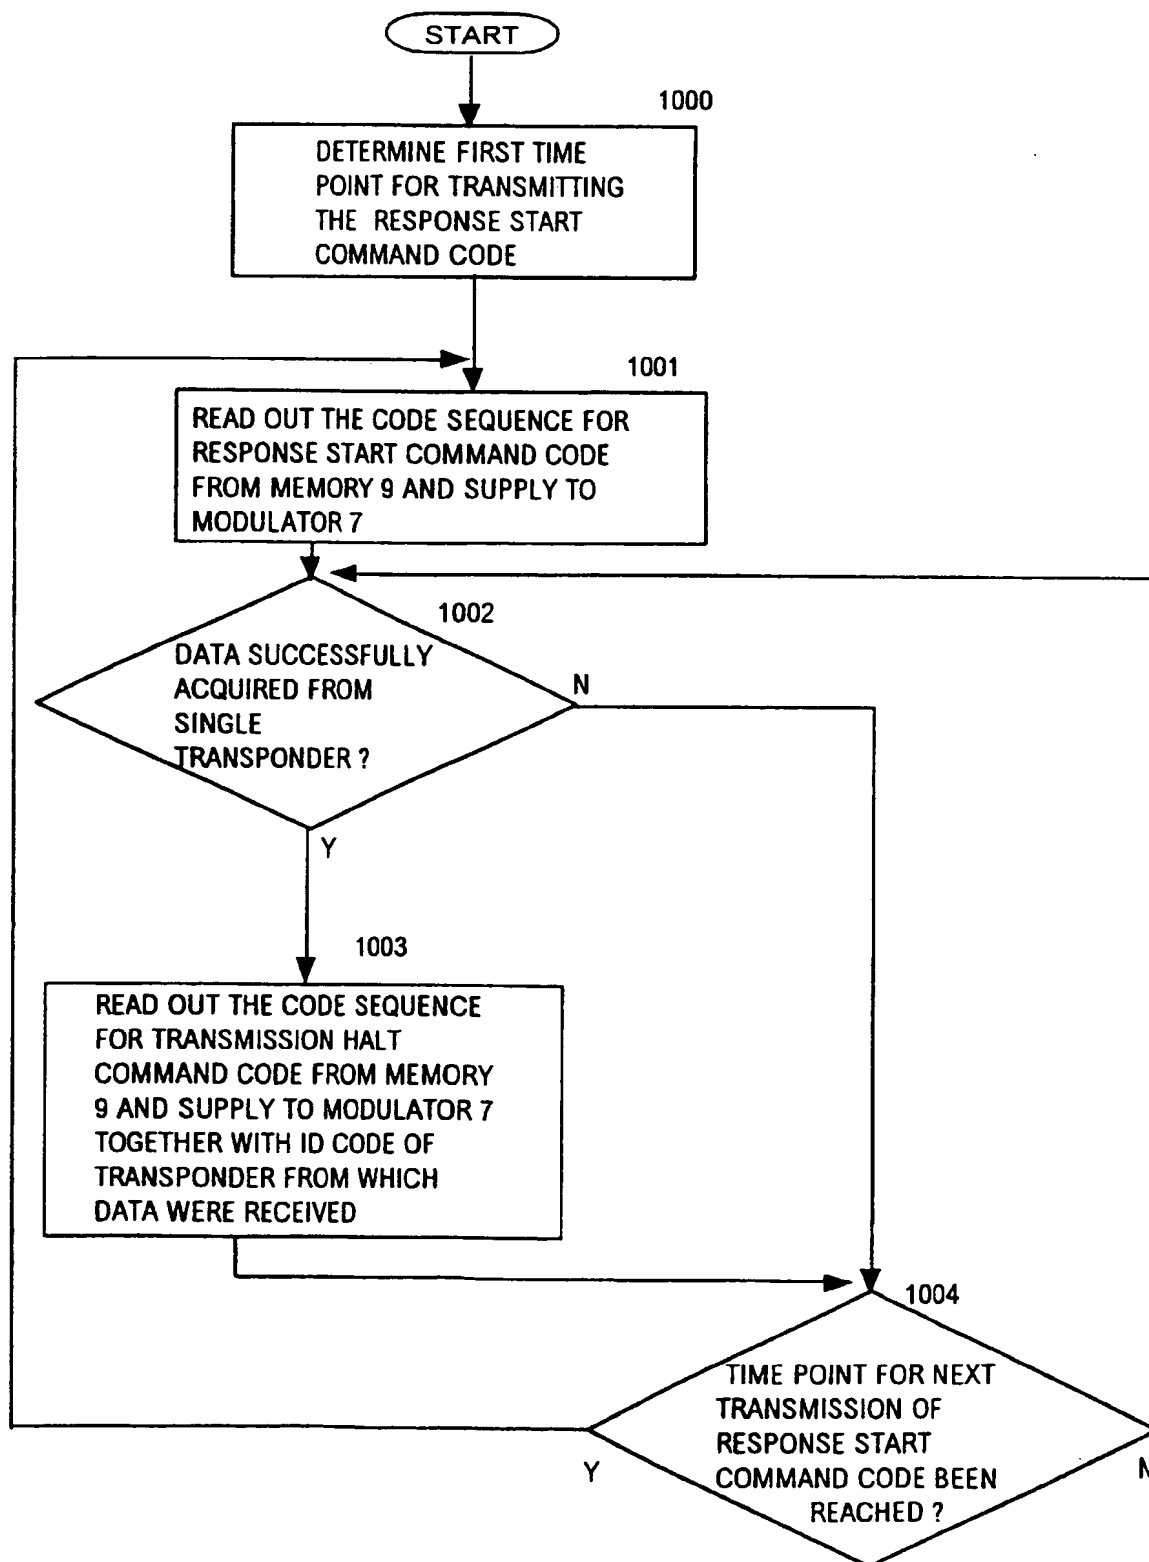 START
1000
DETERMINE FIRST TIME
POINT FOR TRANSMITTING
THE RESPONSE START
COMMAND CODE
1001
READ OUT THE CODE SEQUENCE FOR
RESPONSE START COMMAND CODE
FROM MEMORY 9 AND SUPPLY TO
MODULATOR 7
1002
DATA SUCCESSFULLY
ACQUIRED FROM
SINGLE
TRANSPONDER ?
N
Y
1003
READ OUT THE CODE SEQUENCE
FOR TRANSMISSION HALT
COMMAND CODE FROM MEMORY
9 AND SUPPLY TO MODULATOR 7
TOGETHER WITH ID CODE OF
TRANSPONDER FROM WHICH
DATA WERE RECEIVED
1004
TIME POINT FOR NEXT
TRANSMISSION OF
RESPONSE START
COMMAND CODE BEEN
REACHED ?
Y
N